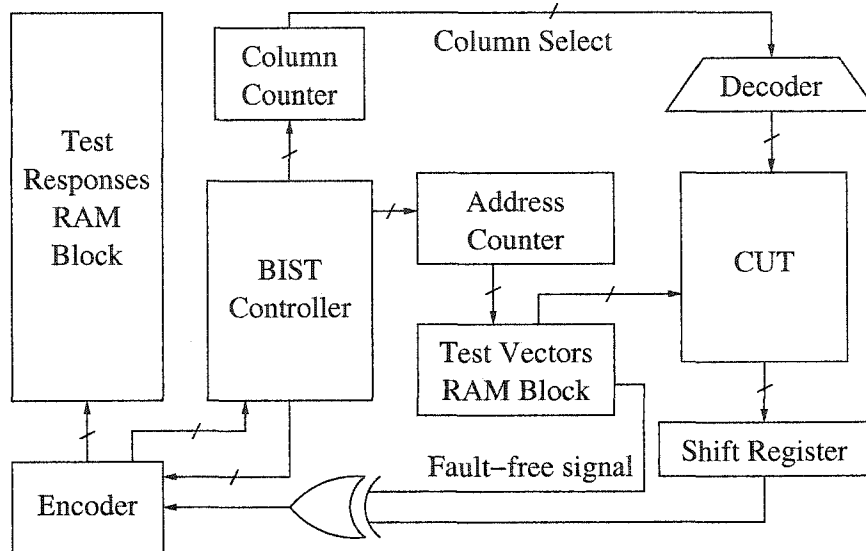 Column
Counter
Column Select
Decoder
Test
Responses
RAM
Block
BIST
Controller
Address
Counter
CUT
Test Vectors
RAM Block
Fault-free signal
Shift Register
Encoder